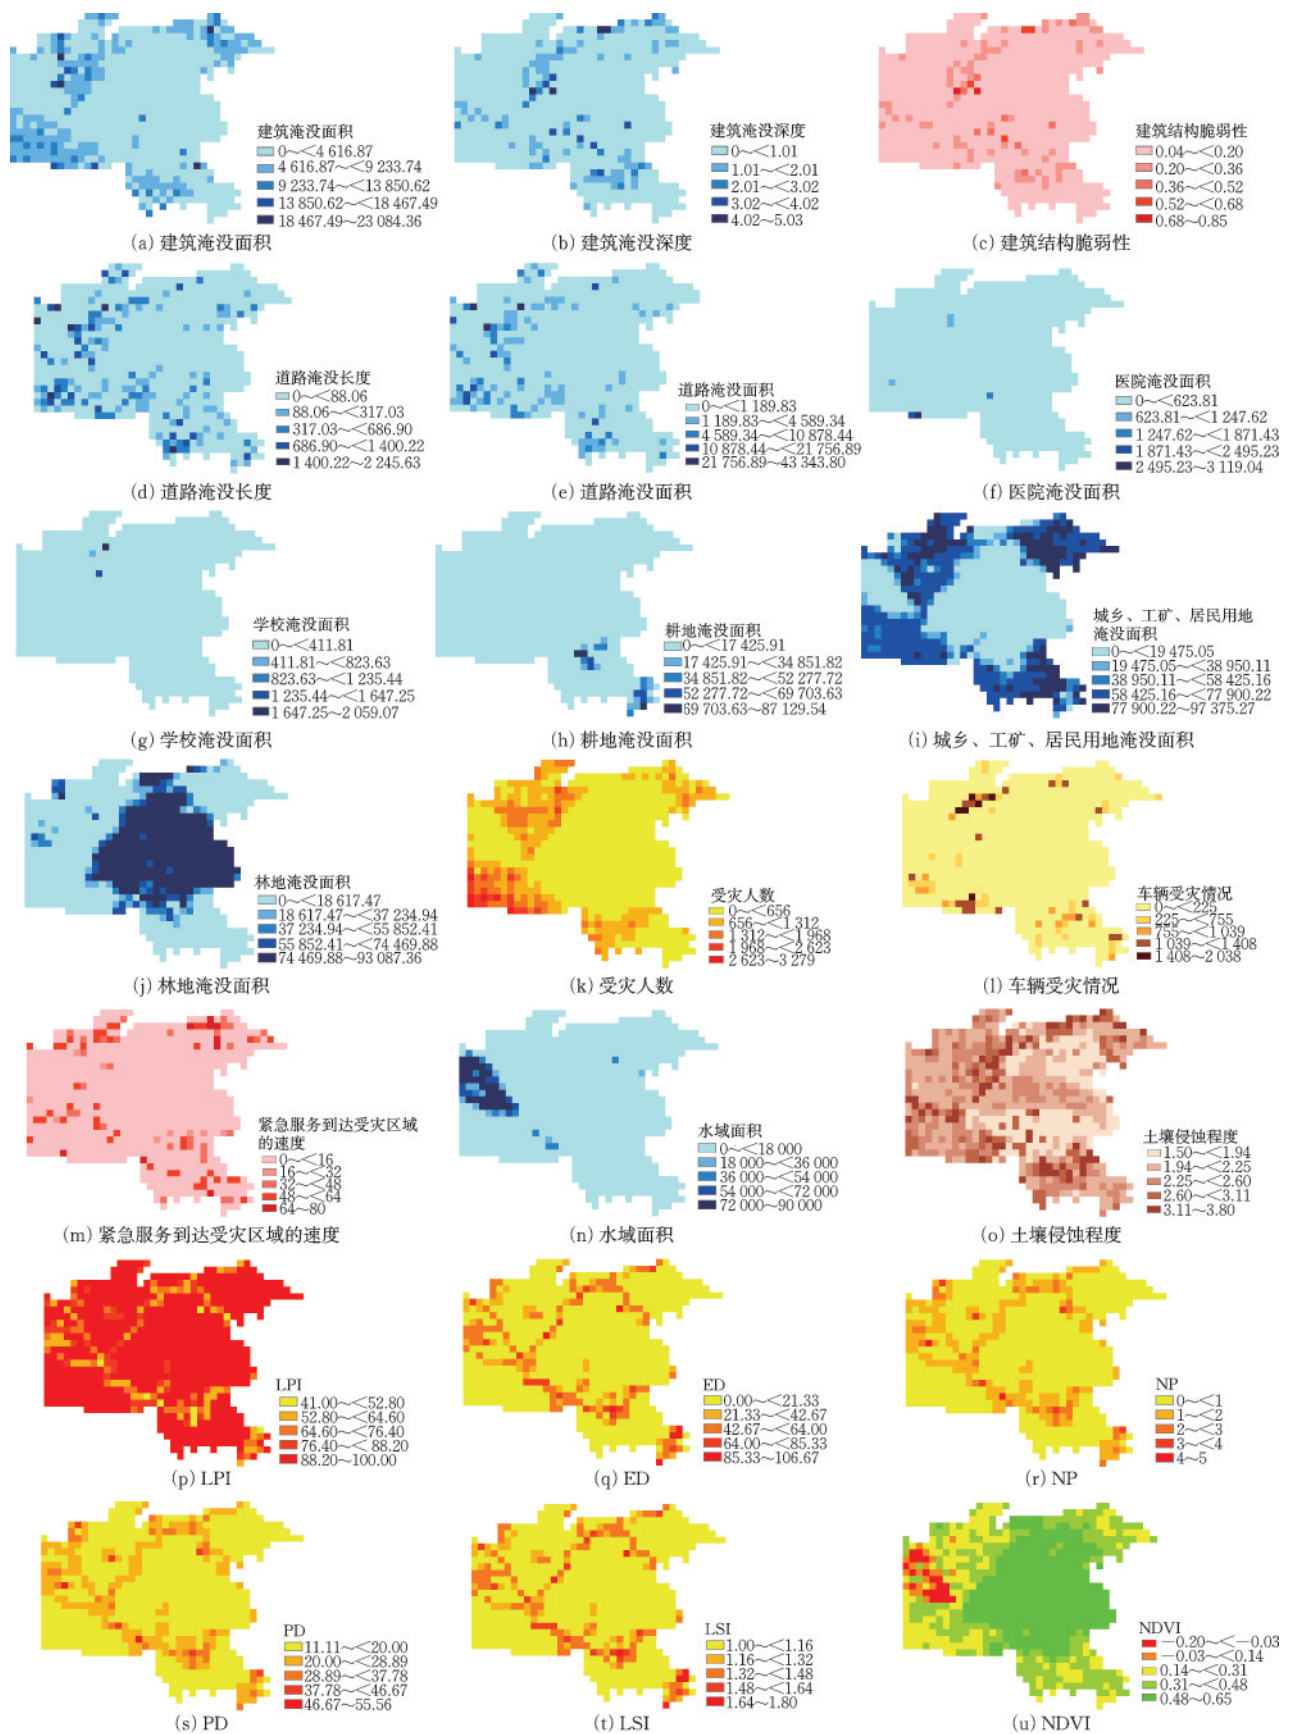 建筑淹没面积
0~<4 616.87
4 616.87~<9 233.74
9 233.74~<13 850.62
13 850.62~<18 467.49
18 467.49~23 084.36
(a) 建筑淹没面积
建筑淹没深度
0~<1.01
1.01~<2.01
2.01~<3.02
3.02~<4.02
4.02~5.03
(b) 建筑淹没深度
建筑结构脆弱性
0.04~<0.20
0.20~<0.36
0.36~<0.52
0.52~<0.68
0.68~0.85
(c) 建筑结构脆弱性
道路淹没长度
0~<88.06
88.06~<317.03
317.03~<686.90
686.90~<1 400.22
1 400.22~2 245.63
(d) 道路淹没长度
道路淹没面积
0~<1 189.83
1 189.83~<4 589.34
4 589.34~<10 878.44
10 878.44~<21 756.89
21 756.89~43 343.80
(e) 道路淹没面积
医院淹没面积
0~<623.81
623.81~<1 247.62
1 247.62~<1 871.43
1 871.43~<2 495.23
2 495.23~3 119.04
(f) 医院淹没面积
学校淹没面积
0~<411.81
411.81~<823.63
823.63~<1 235.44
1 235.44~<1 647.25
1 647.25~2 059.07
(g) 学校淹没面积
耕地淹没面积
0~<17 425.91
17 425.91~<34 851.82
34 851.82~<52 277.72
52 277.72~<69 703.63
69 703.63~87 129.54
(h) 耕地淹没面积
城乡、工矿、居民用地
淹没面积
0~<19 475.05
19 475.05~<38 950.11
38 950.11~<58 425.16
58 425.16~<77 900.22
77 900.22~97 375.27
(i) 城乡、工矿、居民用地淹没面积
林地淹没面积
0~<18 617.47
18 617.47~<37 234.94
37 234.94~<55 852.41
55 852.41~<74 469.88
74 469.88~93 087.36
(j) 林地淹没面积
受灾人数
0~<656
656~<1 312
1 312~<1 968
1 968~<2 623
2 623~3 279
(k) 受灾人数
车辆受灾情况
0~<225
225~<755
755~<1 039
1 039~<1 408
1 408~2 038
(l) 车辆受灾情况
紧急服务到达受灾区域
的速度
0~<16
16~<32
32~<48
48~<64
64~80
(m) 紧急服务到达受灾区域的速度
水域面积
0~<18 000
18 000~<36 000
36 000~<54 000
54 000~<72 000
72 000~90 000
(n) 水域面积
土壤侵蚀程度
1.50~<1.94
1.94~<2.25
2.25~<2.60
2.60~<3.11
3.11~3.80
(o) 土壤侵蚀程度
LPI
41.00~<52.80
52.80~<64.60
64.60~<76.40
76.40~<88.20
88.20~100.00
(p) LPI
ED
0.00~<21.33
21.33~<42.67
42.67~<64.00
64.00~<85.33
85.33~106.67
(q) ED
NP
0~<1
1~<2
2~<3
3~<4
4~5
(r) NP
PD
11.11~<20.00
20.00~<28.89
28.89~<37.78
37.78~<46.67
46.67~55.56
(s) PD
LSI
1.00~<1.16
1.16~<1.32
1.32~<1.48
1.48~<1.64
1.64~1.80
(t) LSI
NDVI
−0.20~<−0.03
−0.03~<0.14
0.14~<0.31
0.31~<0.48
0.48~0.65
(u) NDVI